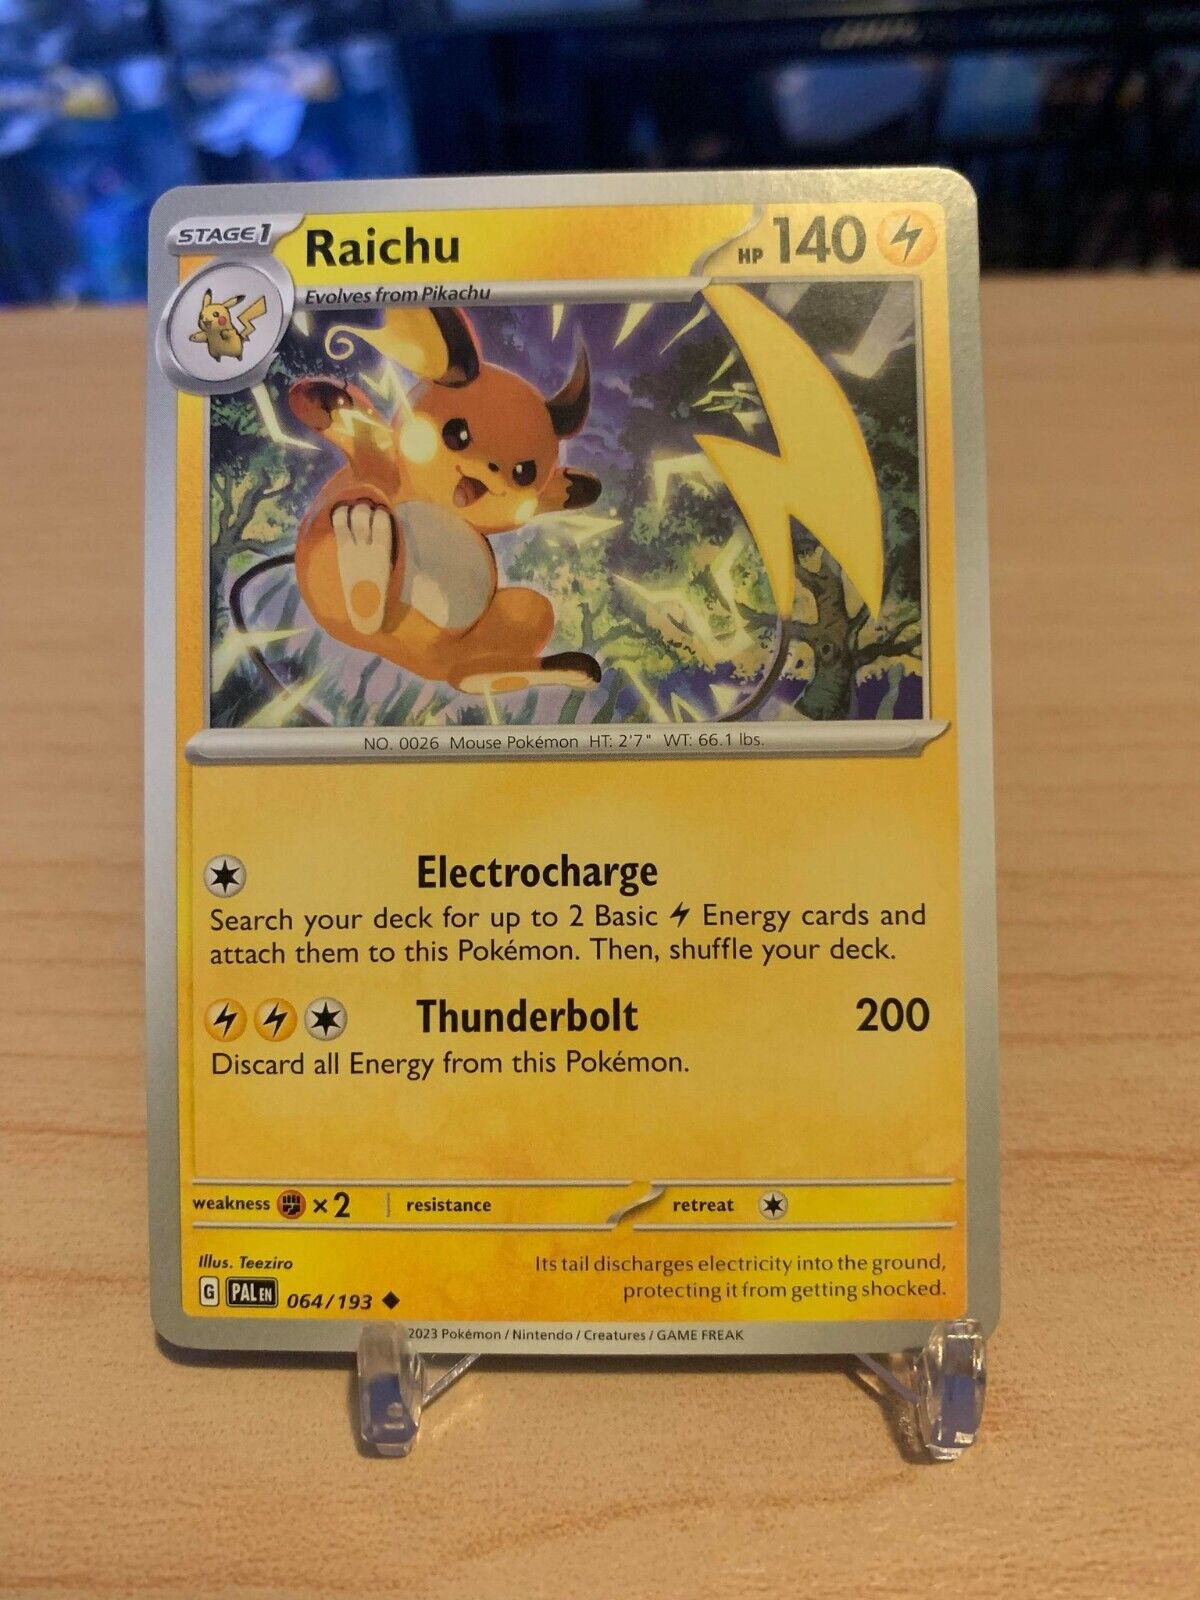 STAGE 1
Raichu
HP 140
Evolves from Pikachu
NO. 0026 Mouse Pokémon HT: 2'7" WT: 66.1 lbs.
Electrocharge
Search your deck for up to 2 Basic Energy cards and
attach them to this Pokémon. Then, shuffle your deck.
Thunderbolt 200
Discard all Energy from this Pokémon.
weakness ×2 resistance retreat
Illus. Teeziro
Its tail discharges electricity into the ground,
protecting it from getting shocked.
G PAL EN 064/193
2023 Pokémon / Nintendo / Creatures / GAME FREAK